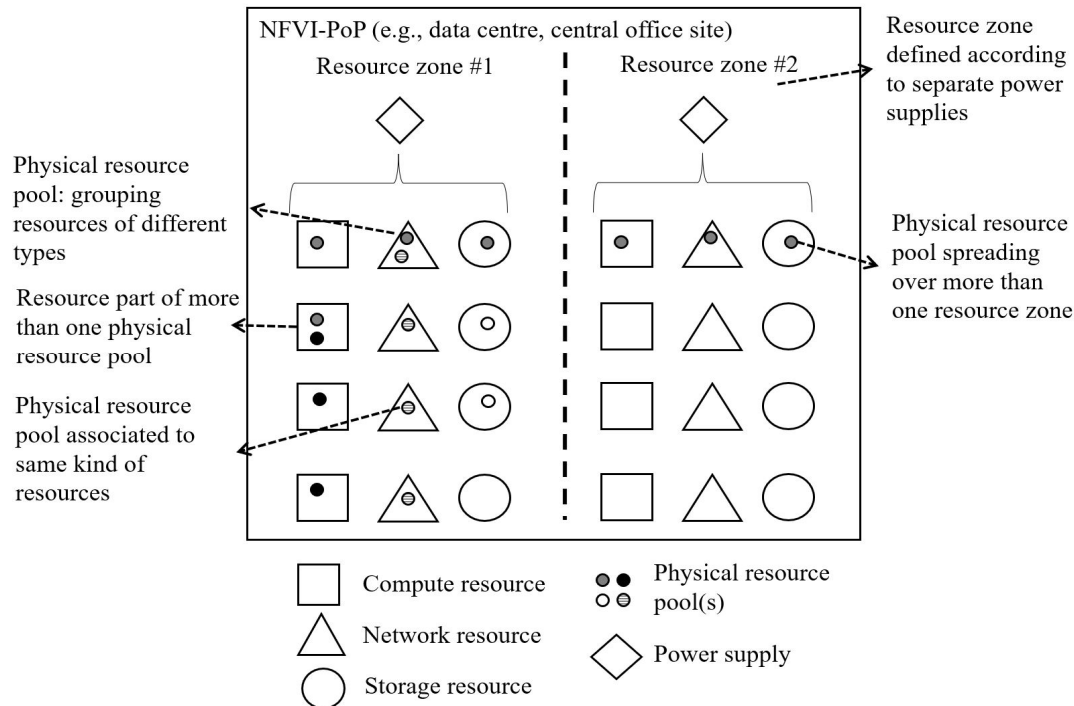 NFVI-PoP (e.g., data centre, central office site)
Resource zone #1
Resource zone #2
Resource zone
defined according
to separate power
supplies
Physical resource
pool: grouping
resources of different
types
Resource part of more
than one physical
resource pool
Physical resource
pool associated to
same kind of
resources
Physical resource
pool spreading
over more than
one resource zone
Compute resource
Network resource
Storage resource
Physical resource
pool(s)
Power supply